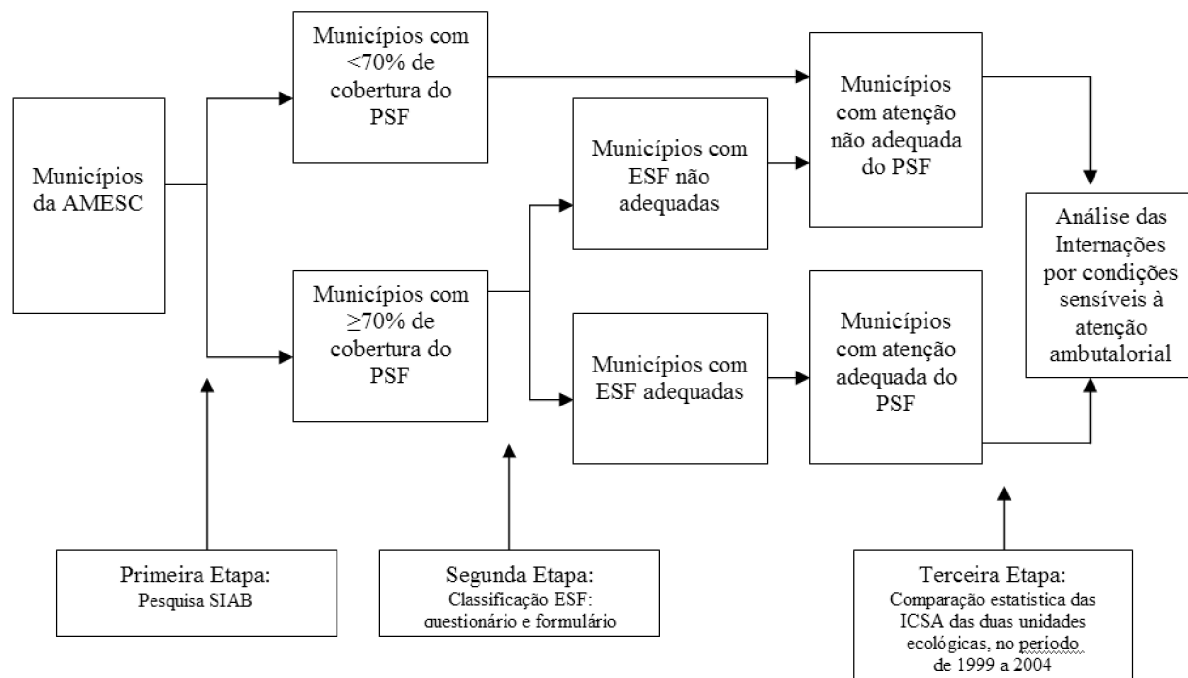 Municípios
da AMESC
Municípios com
<70% de
cobertura do
PSF
Municípios com
≥70% de
cobertura do
PSF
Municípios com
ESF não
adequadas
Municípios com
ESF adequadas
Municípios
com atenção
não adequada
do PSF
Municípios
com atenção
adequada do
PSF
Análise das
Internações
por condições
sensíveis à
atenção
ambutalorial
Primeira Etapa:
Pesquisa SIAB
Segunda Etapa:
Classificação ESF:
questionário e formulário
Terceira Etapa:
Comparação estatística das
ICSA das duas unidades
ecológicas, no período
de 1999 a 2004